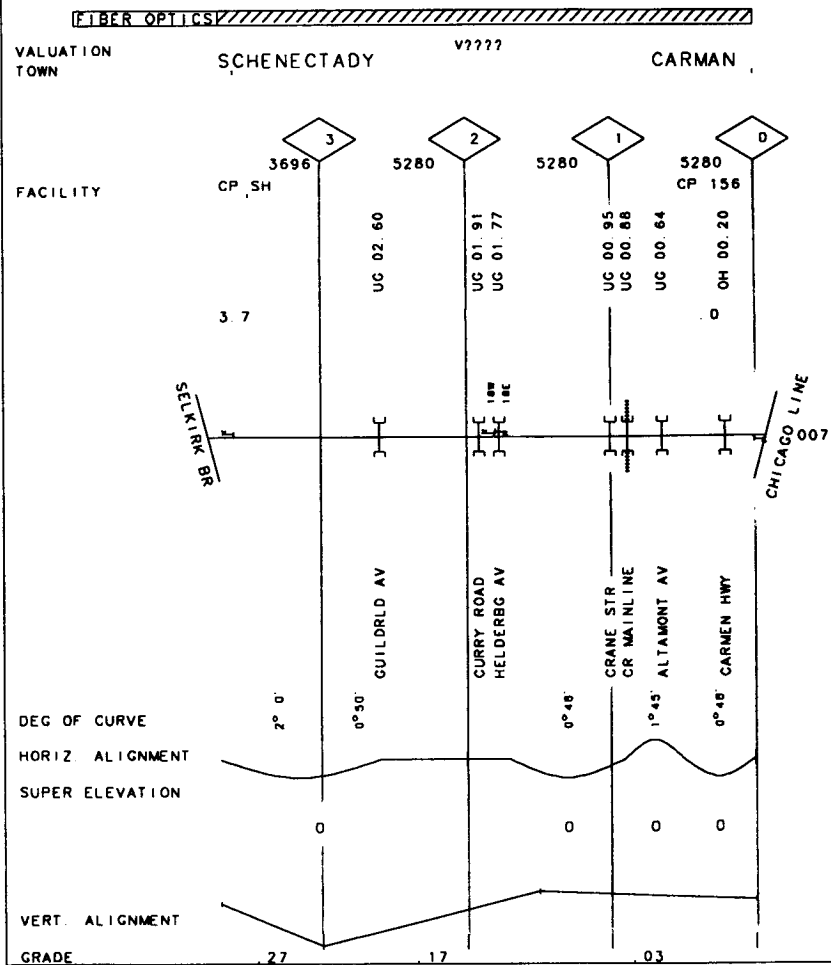 FIBER OPTICS
VALUATION V????
TOWN SCHENECTADY CARMAN
3 2 1 0
3696 5280 5280 5280
FACILITY CP SH CP 156
UG 02.60
UG 01.91
UG 01.77
UG 00.95
UG 00.88
UG 00.64
OH 00.20
3.7 .0
18W
18E
SELKIRK BR
CHICAGO LINE
007
GUILDRLD AV
CURRY ROAD
HELDERBG AV
CRANE STR
CR MAINLINE
ALTAMONT AV
CARMEN HWY
DEG OF CURVE 2° 0' 0°50' 0°48' 1°45' 0°48'
HORIZ. ALIGNMENT
SUPER ELEVATION
0 0 0 0
VERT. ALIGNMENT
GRADE .27 .17 .03